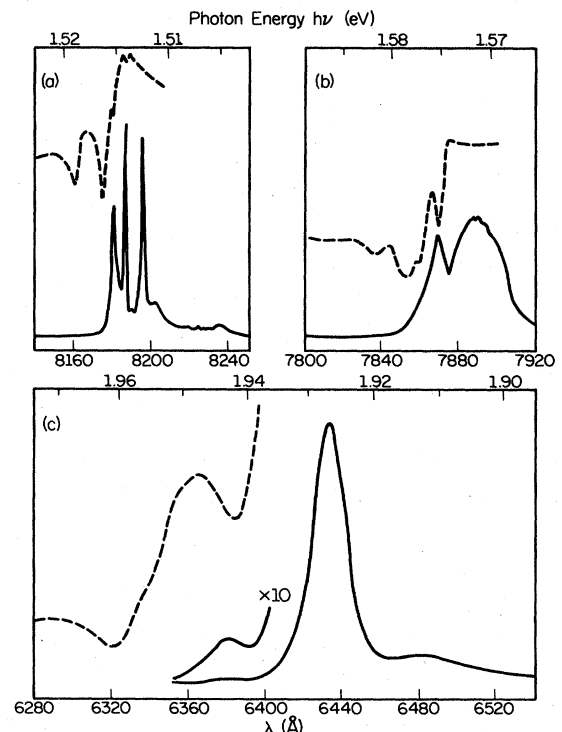 Photon Energy hν (eV)
1.52 1.51 1.58 1.57
(a) (b)
8160 8200 8240 7800 7840 7880 7920
1.96 1.94 1.92 1.90
(c)
×10
6280 6320 6360 6400 6440 6480 6520
λ (Å)